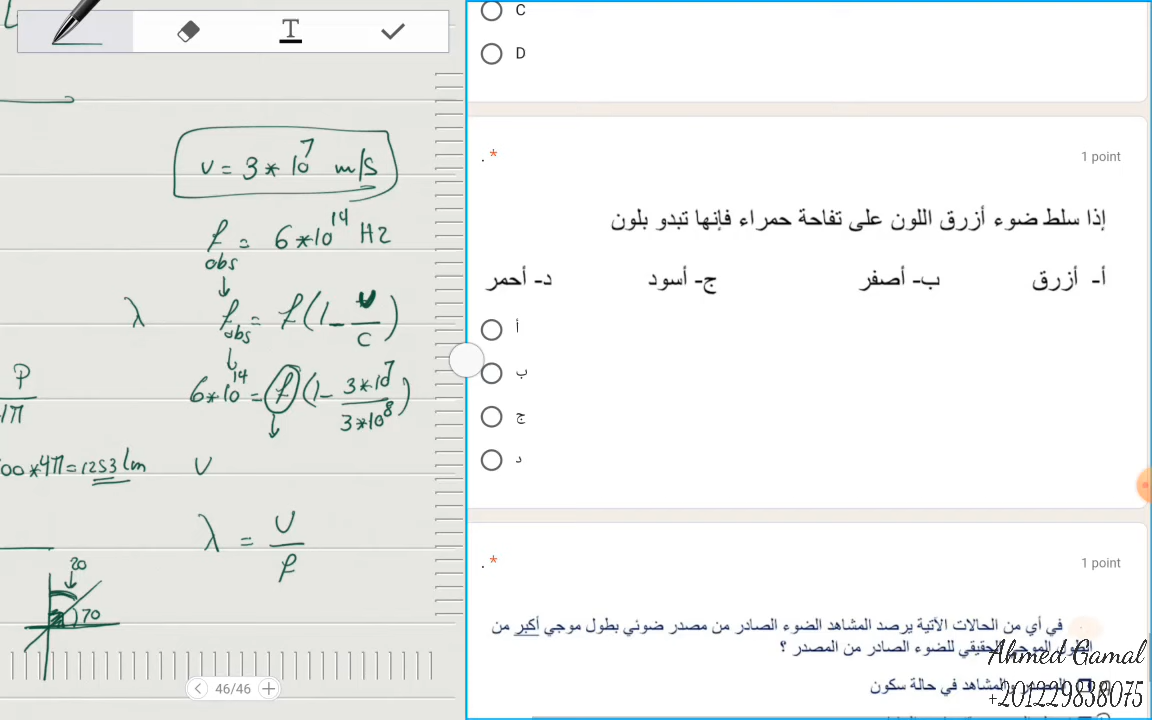 T
v = 3*10^7 m/s
f obs = 6*10^14 Hz
λ
f obs = f(1 - v/c)
6*10^14 = f(1 - 3*10^7 / 3*10^8)
P
00*4π=1253 lm
υ
λ = υ/f
20
70
46/46
C
D
. *
1 point
إذا سلط ضوء أزرق اللون على تفاحة حمراء فإنها تبدو بلون
أ- أزرق ب- أصفر ج- أسود د- أحمر
أ
ب
ج
د
. *
1 point
في أي من الحالات الآتية يرصد المشاهد الضوء الصادر من مصدر ضوئي بطول موجي أكبر من
الطول الموجي الحقيقي للضوء الصادر من المصدر ؟
المصدر والمشاهد في حالة سكون
Ahmed Gamal
+201229838075